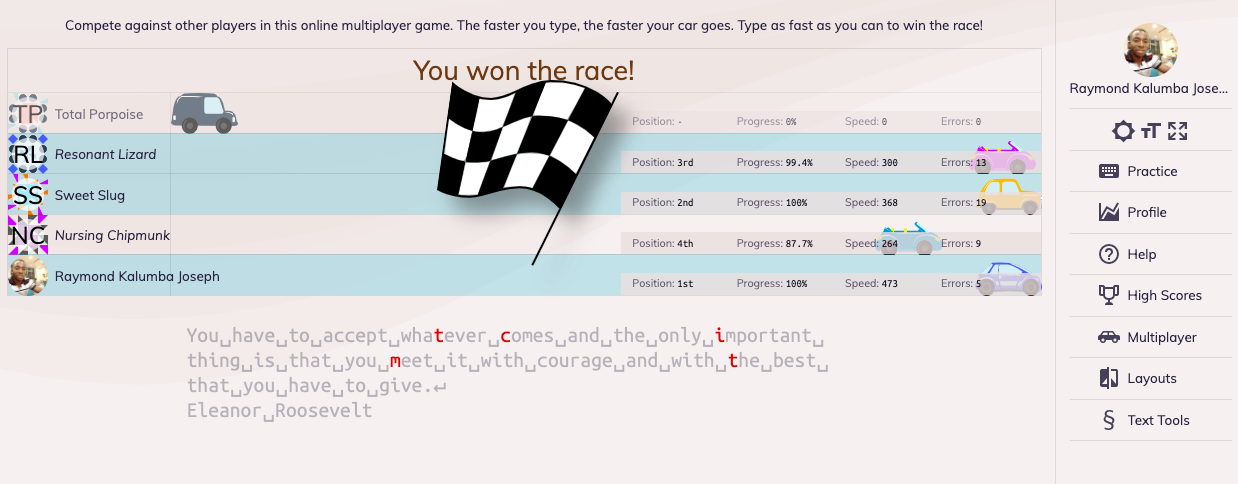 Compete against other players in this online multiplayer game. The faster you type, the faster your car goes. Type as fast as you can to win the race!
You won the race!
TP Total Porpoise Position: - Progress: 0% Speed: 0 Errors: 0
RL Resonant Lizard Position: 3rd Progress: 99.4% Speed: 300 Errors: 13
SS Sweet Slug Position: 2nd Progress: 100% Speed: 368 Errors: 19
NC Nursing Chipmunk Position: 4th Progress: 87.7% Speed: 264 Errors: 9
Raymond Kalumba Joseph Position: 1st Progress: 100% Speed: 473 Errors: 5
You␣have␣to␣accept␣whatever␣comes␣and␣the␣only␣important␣
thing␣is␣that␣you␣meet␣it␣with␣courage␣and␣with␣the␣best␣
that␣you␣have␣to␣give.↵
Eleanor␣Roosevelt
Raymond Kalumba Jose...
Practice
Profile
Help
High Scores
Multiplayer
Layouts
§ Text Tools